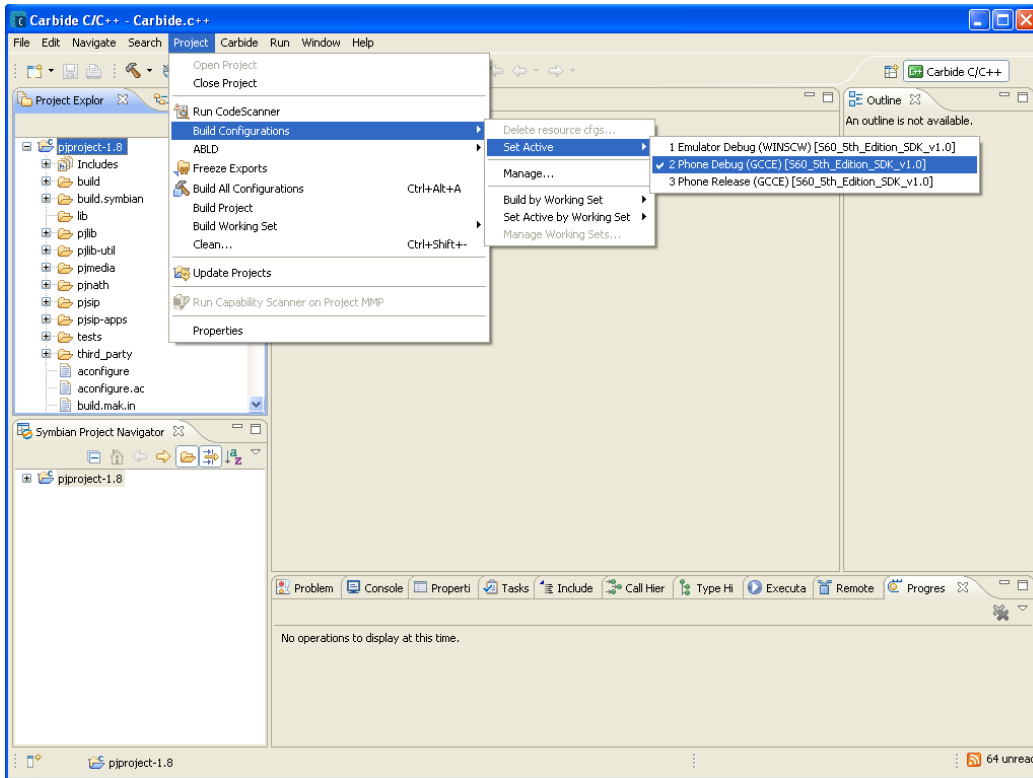 Carbide C/C++ - Carbide.c++
File Edit Navigate Search Project Carbide Run Window Help
Carbide C/C++
Project Explor
pjproject-1.8
Includes
build
build.symbian
lib
pjlib
pjlib-util
pjmedia
pjnath
pjsip
pjsip-apps
tests
third_party
aconfigure
aconfigure.ac
build.mak.in
Open Project
Close Project
Run CodeScanner
Build Configurations
ABLD
Freeze Exports
Build All Configurations Ctrl+Alt+A
Build Project
Build Working Set
Clean... Ctrl+Shift+-
Update Projects
Run Capability Scanner on Project MMP
Properties
Delete resource cfgs...
Set Active
Manage...
Build by Working Set
Set Active by Working Set
Manage Working Sets...
1 Emulator Debug (WINSCW) [S60_5th_Edition_SDK_v1.0]
2 Phone Debug (GCCE) [S60_5th_Edition_SDK_v1.0]
3 Phone Release (GCCE) [S60_5th_Edition_SDK_v1.0]
Outline
An outline is not available.
Symbian Project Navigator
pjproject-1.8
Problem Console Properti Tasks Include Call Hier Type Hi Executa Remote Progres
No operations to display at this time.
pjproject-1.8
64 unrea